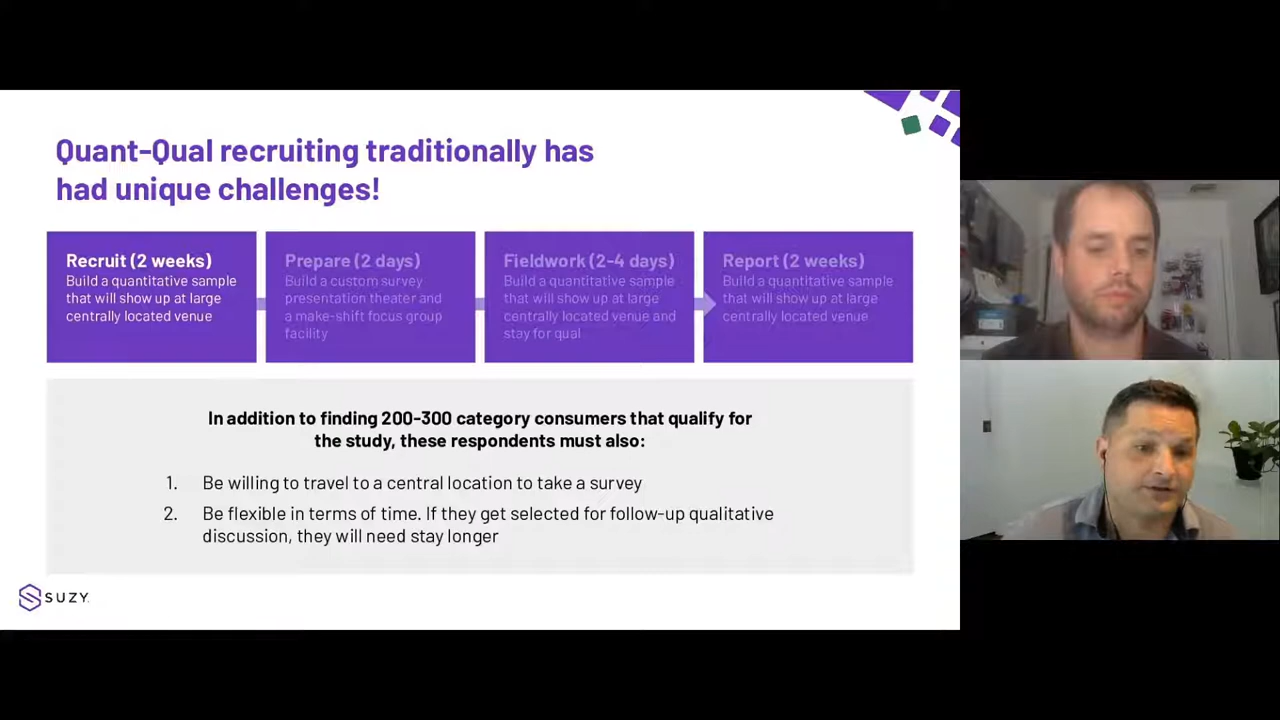 Quant-Qual recruiting traditionally has
had unique challenges!
Recruit (2 weeks)
Build a quantitative sample
that will show up at large
centrally located venue
Prepare (2 days)
Build a custom survey
presentation theater and
a make-shift focus group
facility
Fieldwork (2-4 days)
Build a quantitative sample
that will show up at large
centrally located venue and
stay for qual
Report (2 weeks)
Build a quantitative sample
that will show up at large
centrally located venue
In addition to finding 200-300 category consumers that qualify for
the study, these respondents must also:
1. Be willing to travel to a central location to take a survey
2. Be flexible in terms of time. If they get selected for follow-up qualitative
discussion, they will need stay longer
SUZY